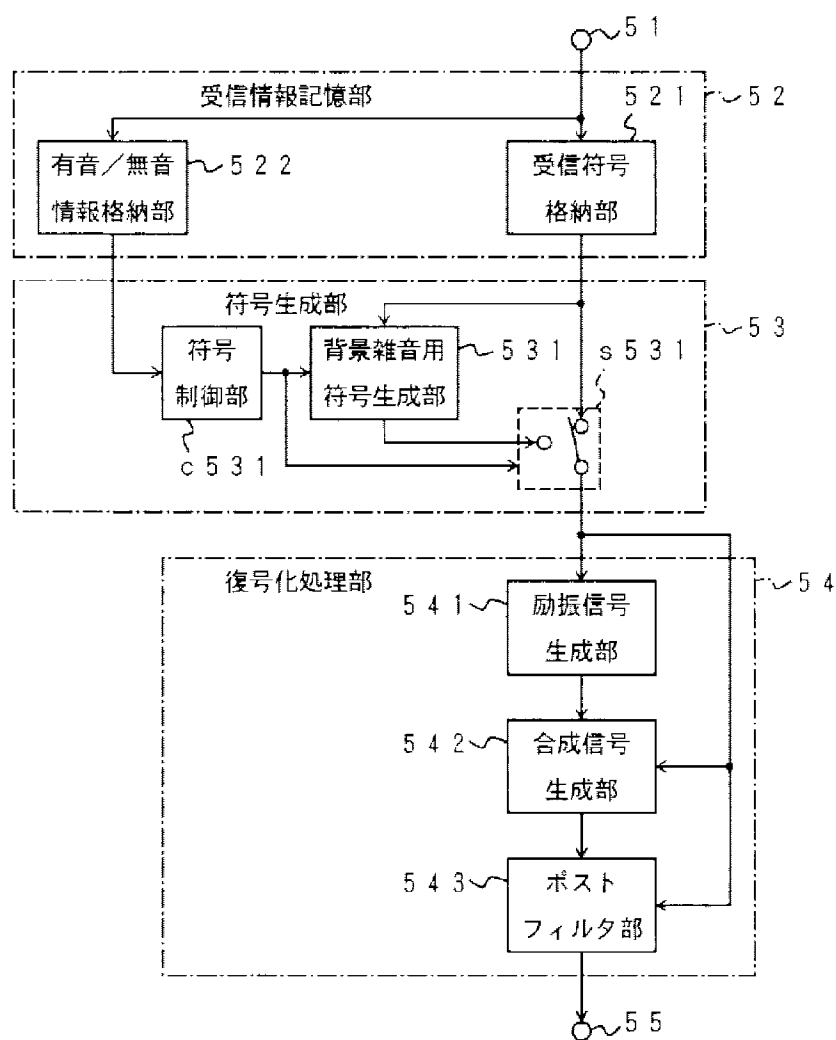 51
受信情報記憶部
521
52
有音／無音
情報格納部
522
受信符号
格納部
符号生成部
53
符号
制御部
背景雑音用
符号生成部
531
s531
c531
復号化処理部
54
541
励振信号
生成部
542
合成信号
生成部
543
ポスト
フィルタ部
55